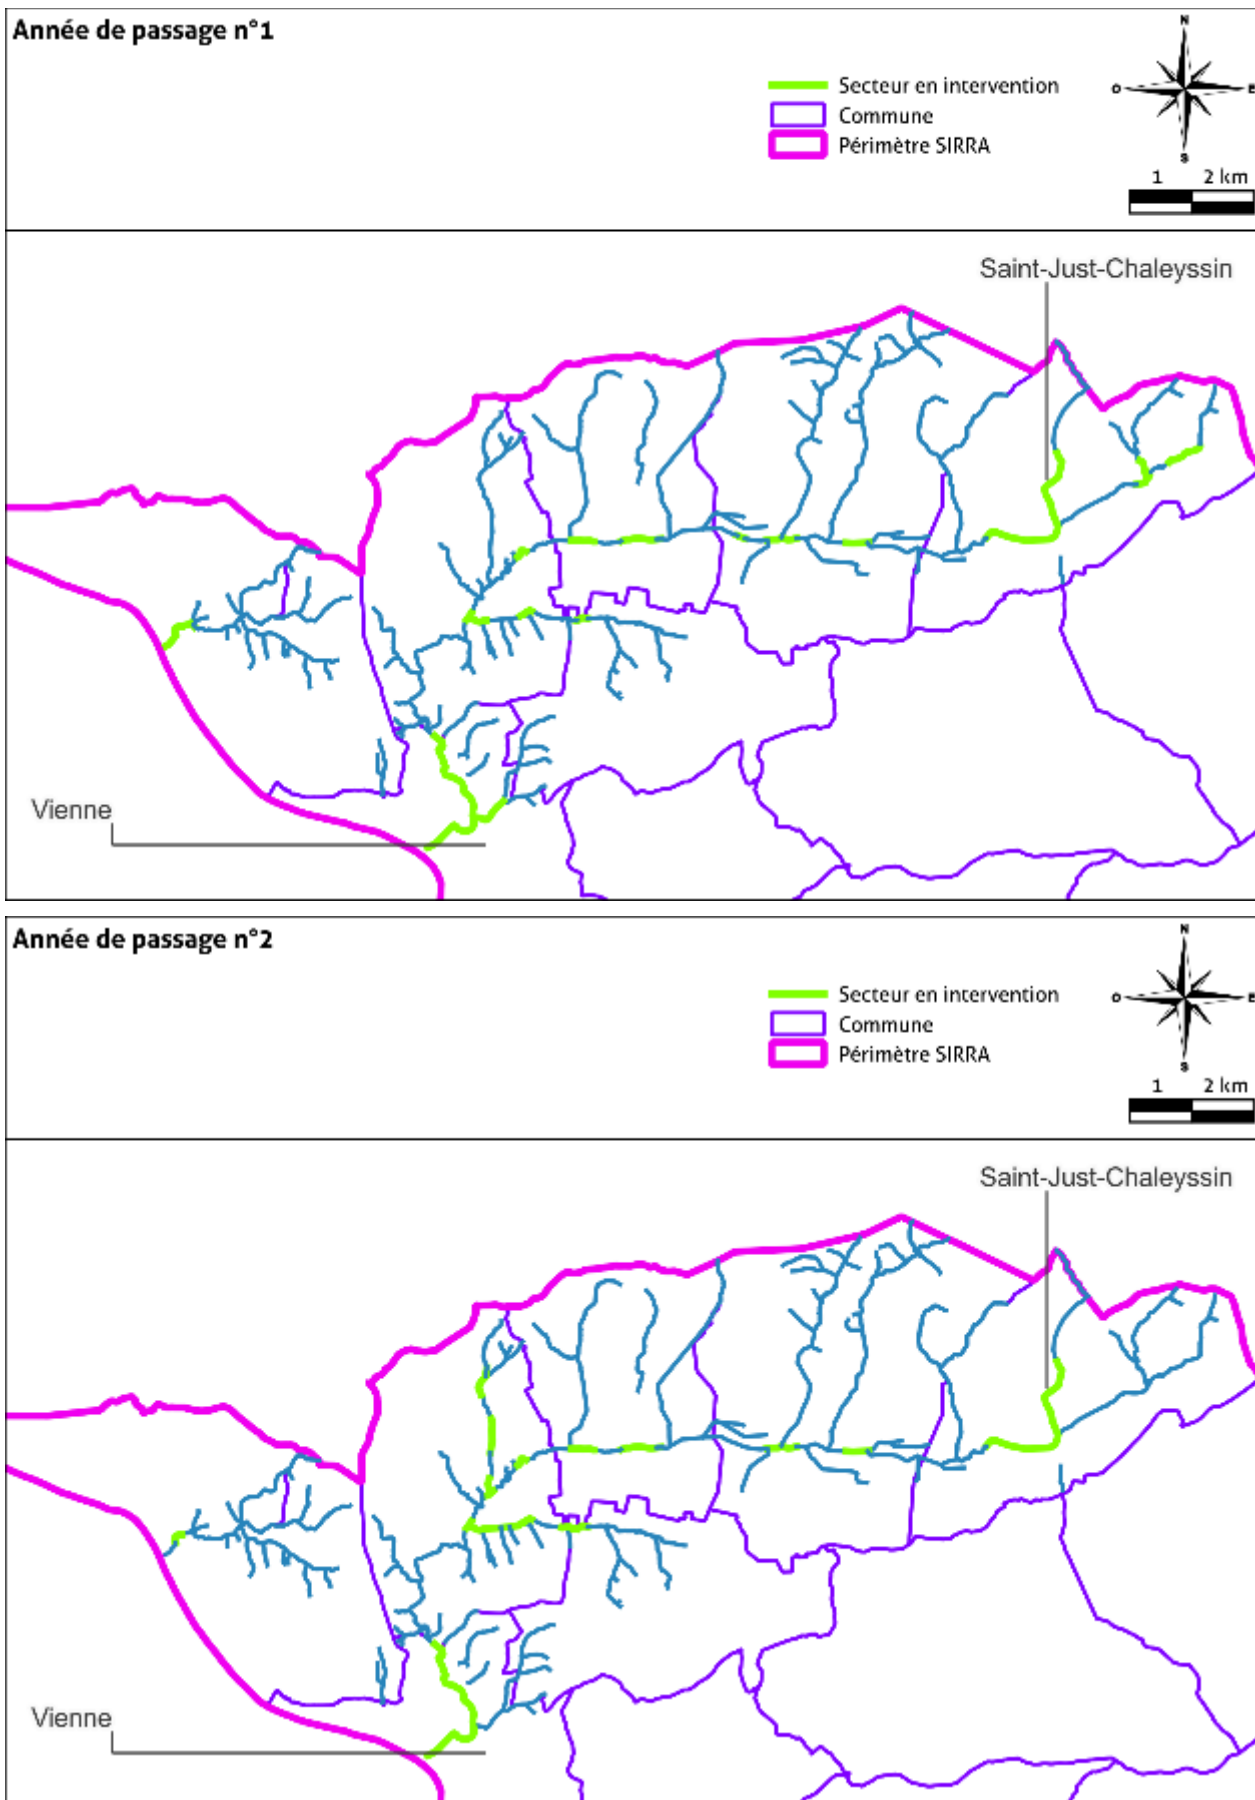 Année de passage n°1
N
Secteur en intervention
O E
Commune
Périmètre SIRRA
S
1 2 km
Saint-Just-Chaleyssin
Vienne
Année de passage n°2
N
Secteur en intervention
O E
Commune
Périmètre SIRRA
S
1 2 km
Saint-Just-Chaleyssin
Vienne